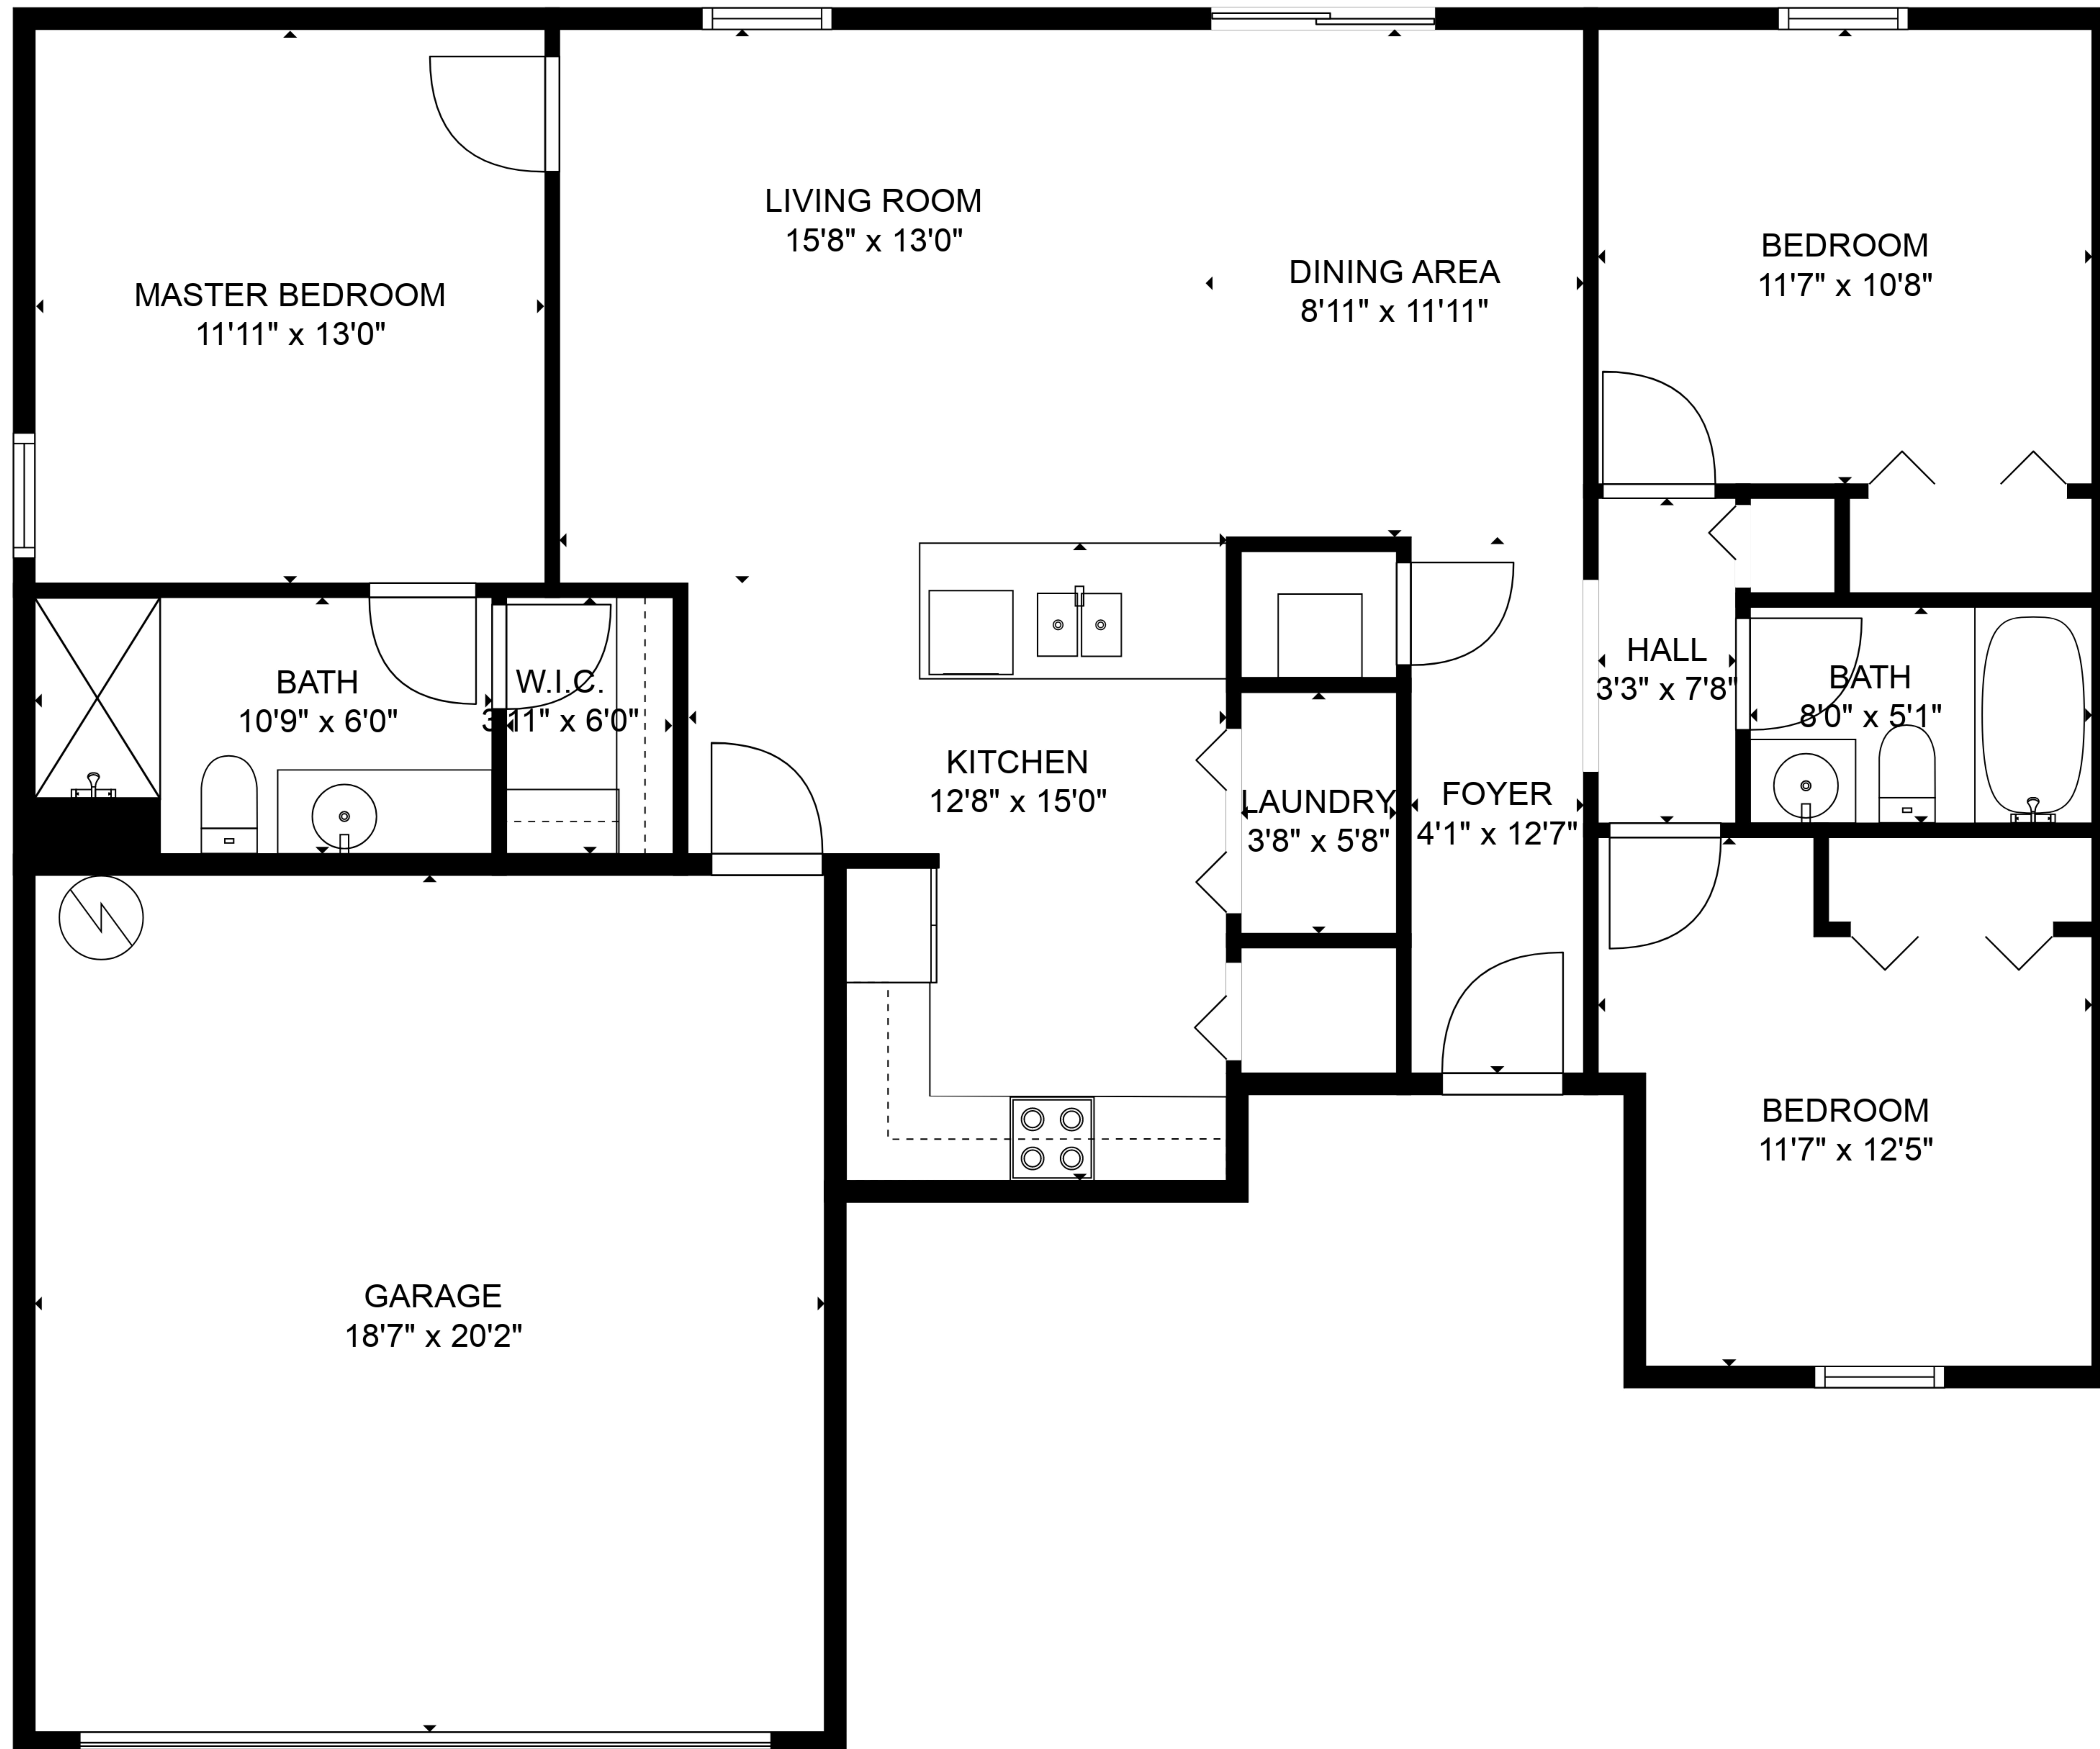 LIVING ROOM
15'8" x 13'0"
MASTER BEDROOM
11'11" x 13'0"
DINING AREA
8'11" x 11'11"
BEDROOM
11'7" x 10'8"
BATH
10'9" x 6'0"
W.I.C.
3'11" x 6'0"
KITCHEN
12'8" x 15'0"
LAUNDRY
3'8" x 5'8"
FOYER
4'1" x 12'7"
HALL
3'3" x 7'8"
BATH
8'0" x 5'1"
BEDROOM
11'7" x 12'5"
GARAGE
18'7" x 20'2"